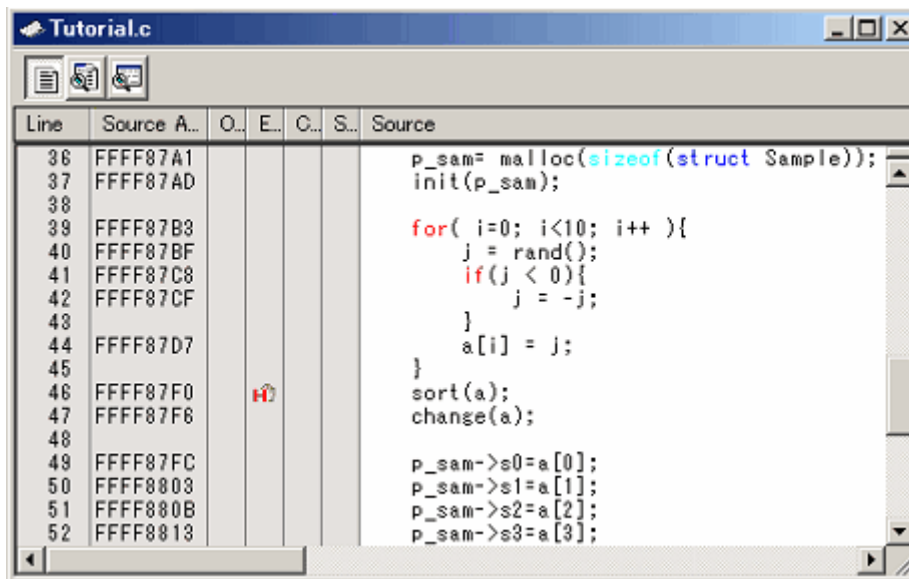 Tutorial.c
Line Source A... O... E... C... S... Source
36 FFFF87A1 p_sam= malloc(sizeof(struct Sample));
37 FFFF87AD init(p_sam);
38
39 FFFF87B3 for( i=0; i<10; i++ ){
40 FFFF87BF j = rand();
41 FFFF87C8 if(j < 0){
42 FFFF87CF j = -j;
43 }
44 FFFF87D7 a[i] = j;
45 }
46 FFFF87F0 H sort(a);
47 FFFF87F6 change(a);
48
49 FFFF87FC p_sam->s0=a[0];
50 FFFF8803 p_sam->s1=a[1];
51 FFFF880B p_sam->s2=a[2];
52 FFFF8813 p_sam->s3=a[3];